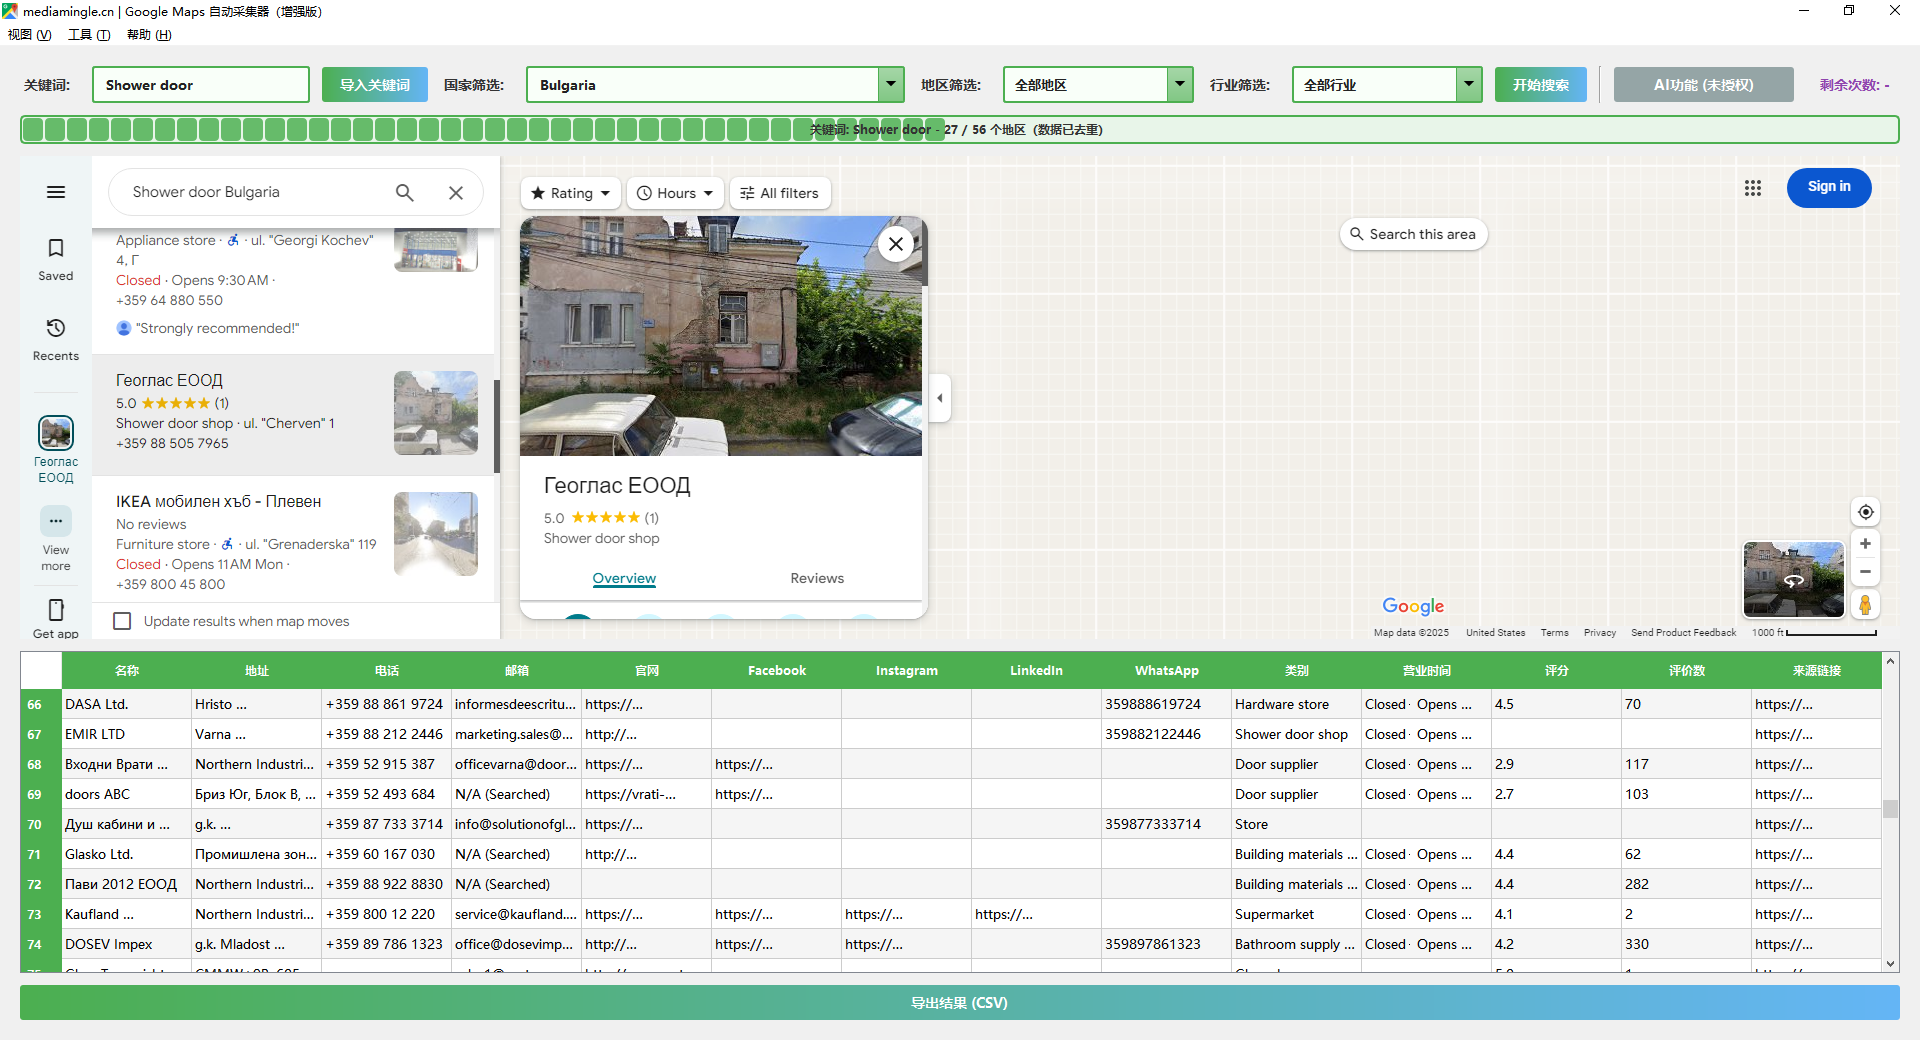 mediamingle.cn | Google Maps 自动采集器 (增强版)
视图 (V) 工具 (T) 帮助 (H)
关键词: Shower door 导入关键词 国家筛选: Bulgaria 地区筛选: 全部地区 行业筛选: 全部行业 开始搜索 AI功能 (未授权) 剩余次数: -
关键词: Shower door - 27 / 56 个地区 (数据已去重)
Shower door Bulgaria
Saved
Recents
Геоглас
ЕООД
View
more
Get app
Appliance store · ul. "Georgi Kochev"
4, Г
Closed · Opens 9:30 AM ·
+359 64 880 550
"Strongly recommended!"
Геоглас ЕООД
5.0 (1)
Shower door shop · ul. "Cherven" 1
+359 88 505 7965
IKEA мобилен хъб - Плевен
No reviews
Furniture store · ul. "Grenaderska" 119
Closed · Opens 11 AM Mon ·
+359 800 45 800
Update results when map moves
Rating Hours All filters
Геоглас ЕООД
5.0 (1)
Shower door shop
Overview Reviews
Sign in
Search this area
Google
Map data ©2025 United States Terms Privacy Send Product Feedback 1000 ft
名称 地址 电话 邮箱 官网 Facebook Instagram LinkedIn WhatsApp 类别 营业时间 评分 评价数 来源链接
66 DASA Ltd. Hristo ... +359 88 861 9724 informesdeescritu... https://... 359888619724 Hardware store Closed · Opens ... 4.5 70 https://...
67 EMIR LTD Varna ... +359 88 212 2446 marketing.sales@... http://... 359882122446 Shower door shop Closed · Opens ... https://...
68 Входни Врати ... Northern Industri... +359 52 915 387 officevarna@door... https://... https://... Door supplier Closed · Opens ... 2.9 117 https://...
69 doors ABC Бриз Юг, Блок В, ... +359 52 493 684 N/A (Searched) https://vrati-... https://... Door supplier Closed · Opens ... 2.7 103 https://...
70 Душ кабини и ... g.k. ... +359 87 733 3714 info@solutionofgl... https://... 359877333714 Store https://...
71 Glasko Ltd. Промишлена зон... +359 60 167 030 N/A (Searched) http://... Building materials ... Closed · Opens ... 4.4 62 https://...
72 Пави 2012 ЕООД Northern Industri... +359 88 922 8830 N/A (Searched) Building materials ... Closed · Opens ... 4.4 282 https://...
73 Kaufland ... Northern Industri... +359 800 12 220 service@kaufland.... https://... https://... https://... https://... Supermarket Closed · Opens ... 4.1 2 https://...
74 DOSEV Impex g.k. Mladost ... +359 89 786 1323 office@dosevimp... http://... https://... https://... 359897861323 Bathroom supply ... Closed · Opens ... 4.2 330 https://...
导出结果 (CSV)